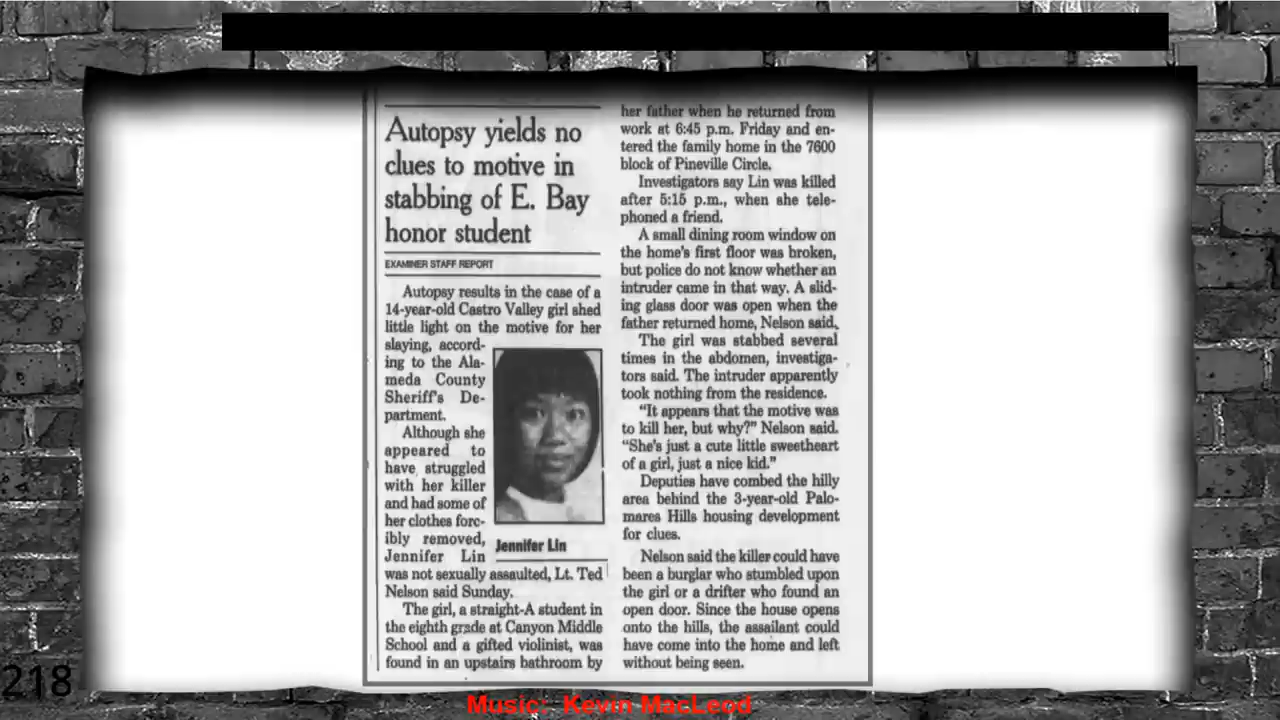 Autopsy yields no
clues to motive in
stabbing of E. Bay
honor student
EXAMINER STAFF REPORT
Autopsy results in the case of a
14-year-old Castro Valley girl shed
little light on the motive for her
slaying, accord-
ing to the Ala-
meda County
Sheriff's De-
partment.
Although she
appeared to
have struggled
with her killer
and had some of
her clothes forc-
ibly removed,
Jennifer Lin
was not sexually assaulted, Lt. Ted
Nelson said Sunday.
The girl, a straight-A student in
the eighth grade at Canyon Middle
School and a gifted violinist, was
found in an upstairs bathroom by
Jennifer Lin
her father when he returned from
work at 6:45 p.m. Friday and en-
tered the family home in the 7600
block of Pineville Circle.
Investigators say Lin was killed
after 5:15 p.m., when she tele-
phoned a friend.
A small dining room window on
the home's first floor was broken,
but police do not know whether an
intruder came in that way. A slid-
ing glass door was open when the
father returned home, Nelson said.
The girl was stabbed several
times in the abdomen, investiga-
tors said. The intruder apparently
took nothing from the residence.
"It appears that the motive was
to kill her, but why?" Nelson said.
"She's just a cute little sweetheart
of a girl, just a nice kid."
Deputies have combed the hilly
area behind the 3-year-old Palo-
mares Hills housing development
for clues.
Nelson said the killer could have
been a burglar who stumbled upon
the girl or a drifter who found an
open door. Since the house opens
onto the hills, the assailant could
have come into the home and left
without being seen.
218
Music: Kevin MacLeod